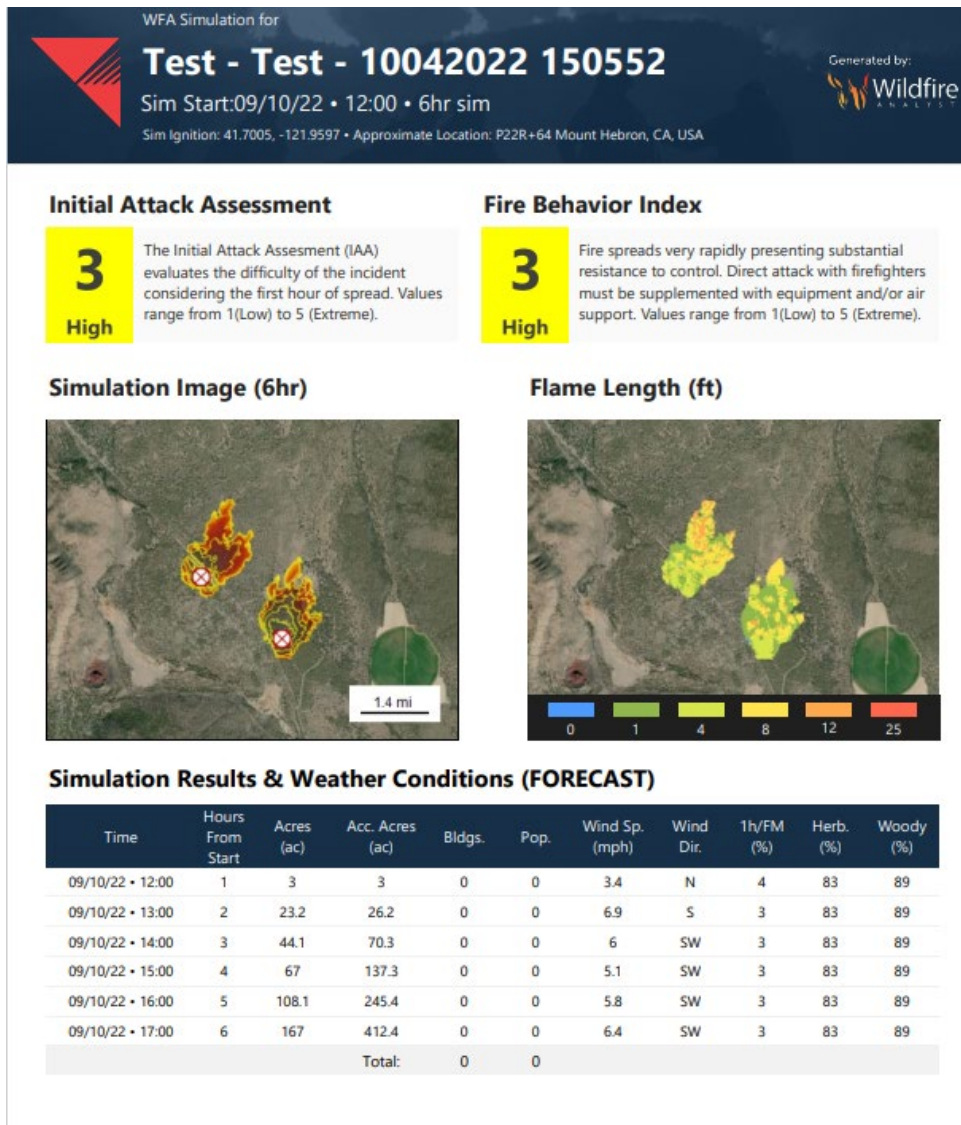 WFA Simulation for
Test - Test - 10042022 150552
Sim Start:09/10/22 • 12:00 • 6hr sim
Sim Ignition: 41.7005, -121.9597 • Approximate Location: P22R+64 Mount Hebron, CA, USA
Generated by:
Wildfire
ANALYST
Initial Attack Assessment
3
High
The Initial Attack Assesment (IAA)
evaluates the difficulty of the incident
considering the first hour of spread. Values
range from 1(Low) to 5 (Extreme).
Fire Behavior Index
3
High
Fire spreads very rapidly presenting substantial
resistance to control. Direct attack with firefighters
must be supplemented with equipment and/or air
support. Values range from 1(Low) to 5 (Extreme).
Simulation Image (6hr)
1.4 mi
Flame Length (ft)
0 1 4 8 12 25
Simulation Results & Weather Conditions (FORECAST)
Time Hours From Start Acres (ac) Acc. Acres (ac) Bldgs. Pop. Wind Sp. (mph) Wind Dir. 1h/FM (%) Herb. (%) Woody (%)
09/10/22 • 12:00 1 3 3 0 0 3.4 N 4 83 89
09/10/22 • 13:00 2 23.2 26.2 0 0 6.9 S 3 83 89
09/10/22 • 14:00 3 44.1 70.3 0 0 6 SW 3 83 89
09/10/22 • 15:00 4 67 137.3 0 0 5.1 SW 3 83 89
09/10/22 • 16:00 5 108.1 245.4 0 0 5.8 SW 3 83 89
09/10/22 • 17:00 6 167 412.4 0 0 6.4 SW 3 83 89
Total: 0 0